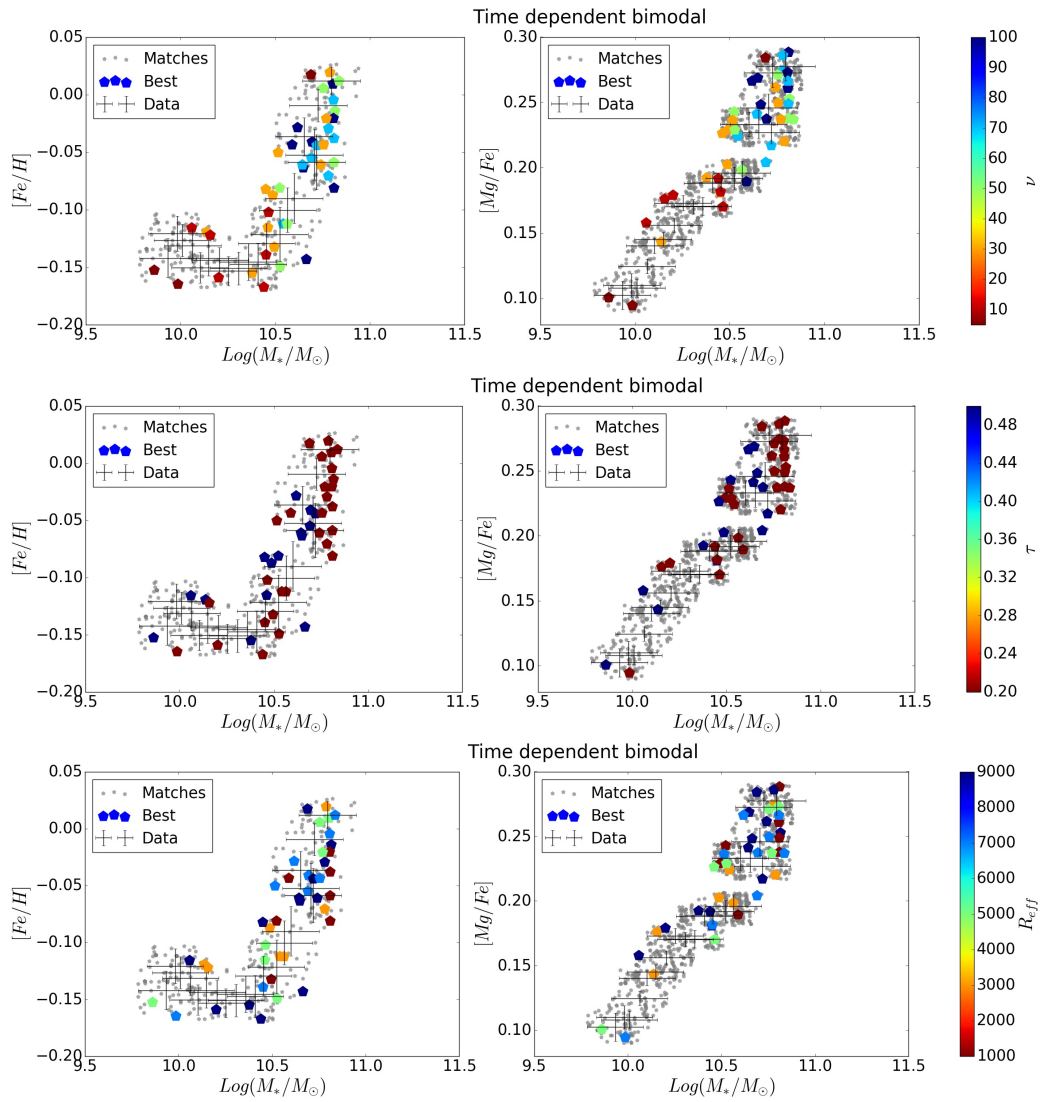 Time dependent bimodal
0.05
0.00
−0.05
−0.10
−0.15
−0.20
[Fe/H]
Matches
Best
Data
9.5 10.0 10.5 11.0 11.5
Log(M*/M⊙)
0.30
0.25
0.20
0.15
0.10
[Mg/Fe]
Matches
Best
Data
9.5 10.0 10.5 11.0 11.5
Log(M*/M⊙)
100
90
80
70
60
50
40
30
20
10
ν
Time dependent bimodal
0.05
0.00
−0.05
−0.10
−0.15
−0.20
[Fe/H]
Matches
Best
Data
9.5 10.0 10.5 11.0 11.5
Log(M*/M⊙)
0.30
0.25
0.20
0.15
0.10
[Mg/Fe]
Matches
Best
Data
9.5 10.0 10.5 11.0 11.5
Log(M*/M⊙)
0.48
0.44
0.40
0.36
0.32
0.28
0.24
0.20
τ
Time dependent bimodal
0.05
0.00
−0.05
−0.10
−0.15
−0.20
[Fe/H]
Matches
Best
Data
9.5 10.0 10.5 11.0 11.5
Log(M*/M⊙)
0.30
0.25
0.20
0.15
0.10
[Mg/Fe]
Matches
Best
Data
9.5 10.0 10.5 11.0 11.5
Log(M*/M⊙)
9000
8000
7000
6000
5000
4000
3000
2000
1000
R_eff